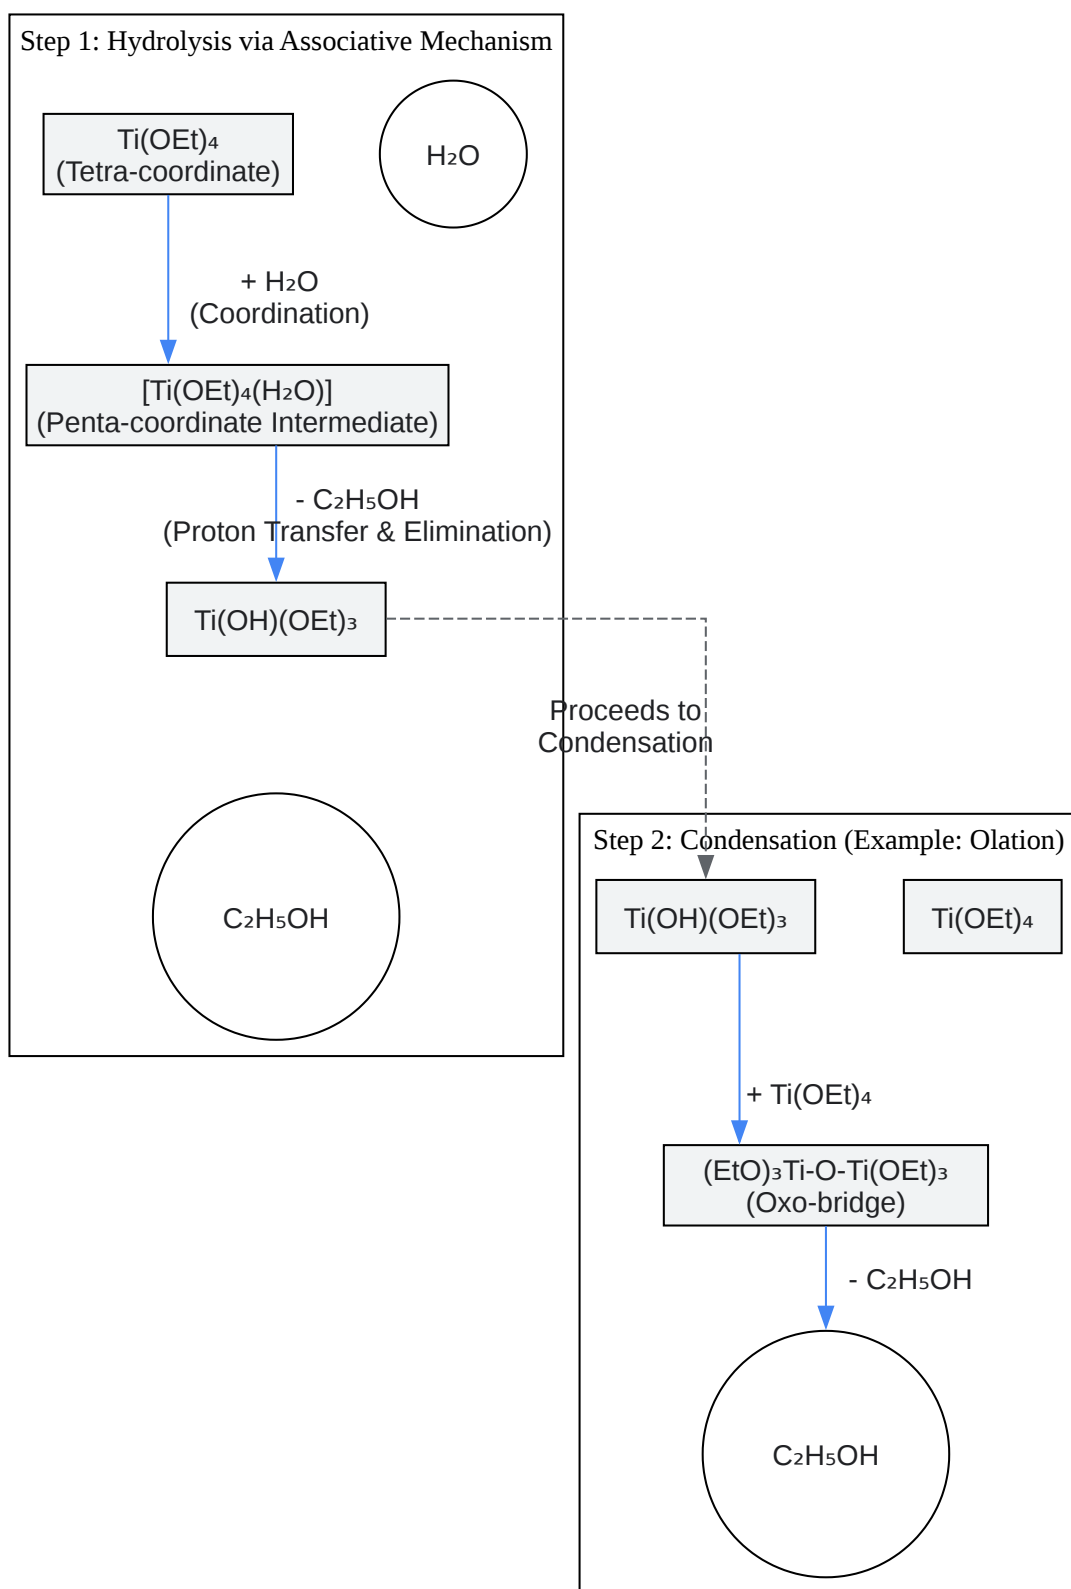 Step 1: Hydrolysis via Associative Mechanism
Ti(OEt)₄
(Tetra-coordinate)
H₂O
+ H₂O
(Coordination)
[Ti(OEt)₄(H₂O)]
(Penta-coordinate Intermediate)
- C₂H₅OH
(Proton Transfer & Elimination)
Ti(OH)(OEt)₃
Proceeds to
Condensation
C₂H₅OH
Step 2: Condensation (Example: Olation)
Ti(OH)(OEt)₃
Ti(OEt)₄
+ Ti(OEt)₄
(EtO)₃Ti-O-Ti(OEt)₃
(Oxo-bridge)
- C₂H₅OH
C₂H₅OH